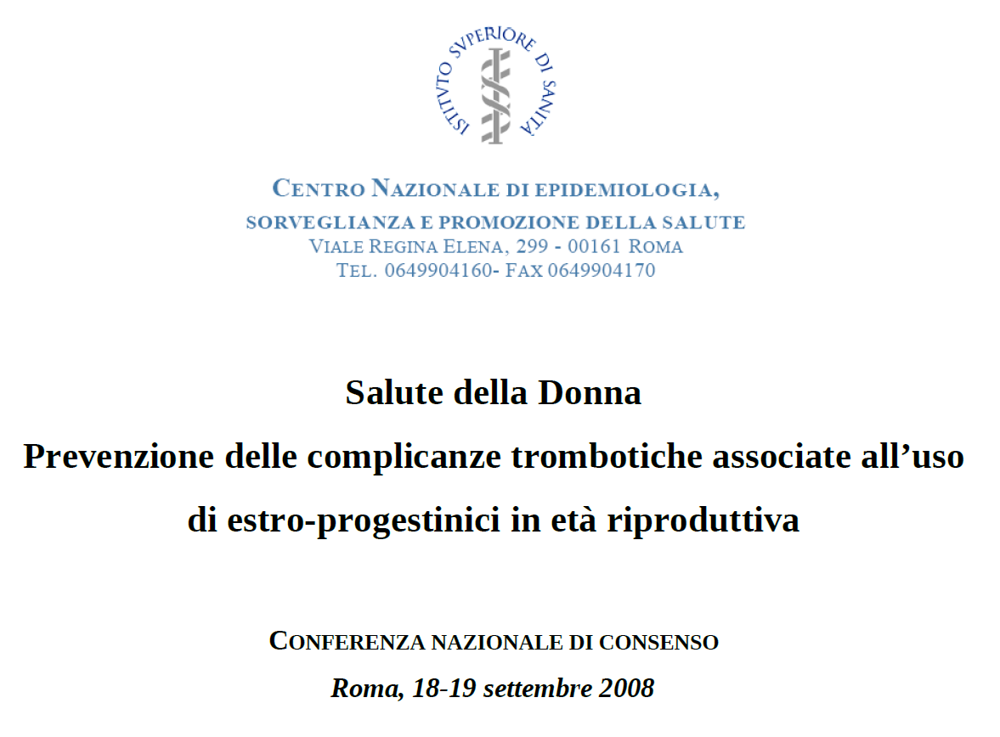 ISTITVTO SVPERIORE DI SANITÀ
CENTRO NAZIONALE DI EPIDEMIOLOGIA,
SORVEGLIANZA E PROMOZIONE DELLA SALUTE
VIALE REGINA ELENA, 299 - 00161 ROMA
TEL. 0649904160- FAX 0649904170
Salute della Donna
Prevenzione delle complicanze trombotiche associate all’uso
di estro-progestinici in età riproduttiva
CONFERENZA NAZIONALE DI CONSENSO
Roma, 18-19 settembre 2008